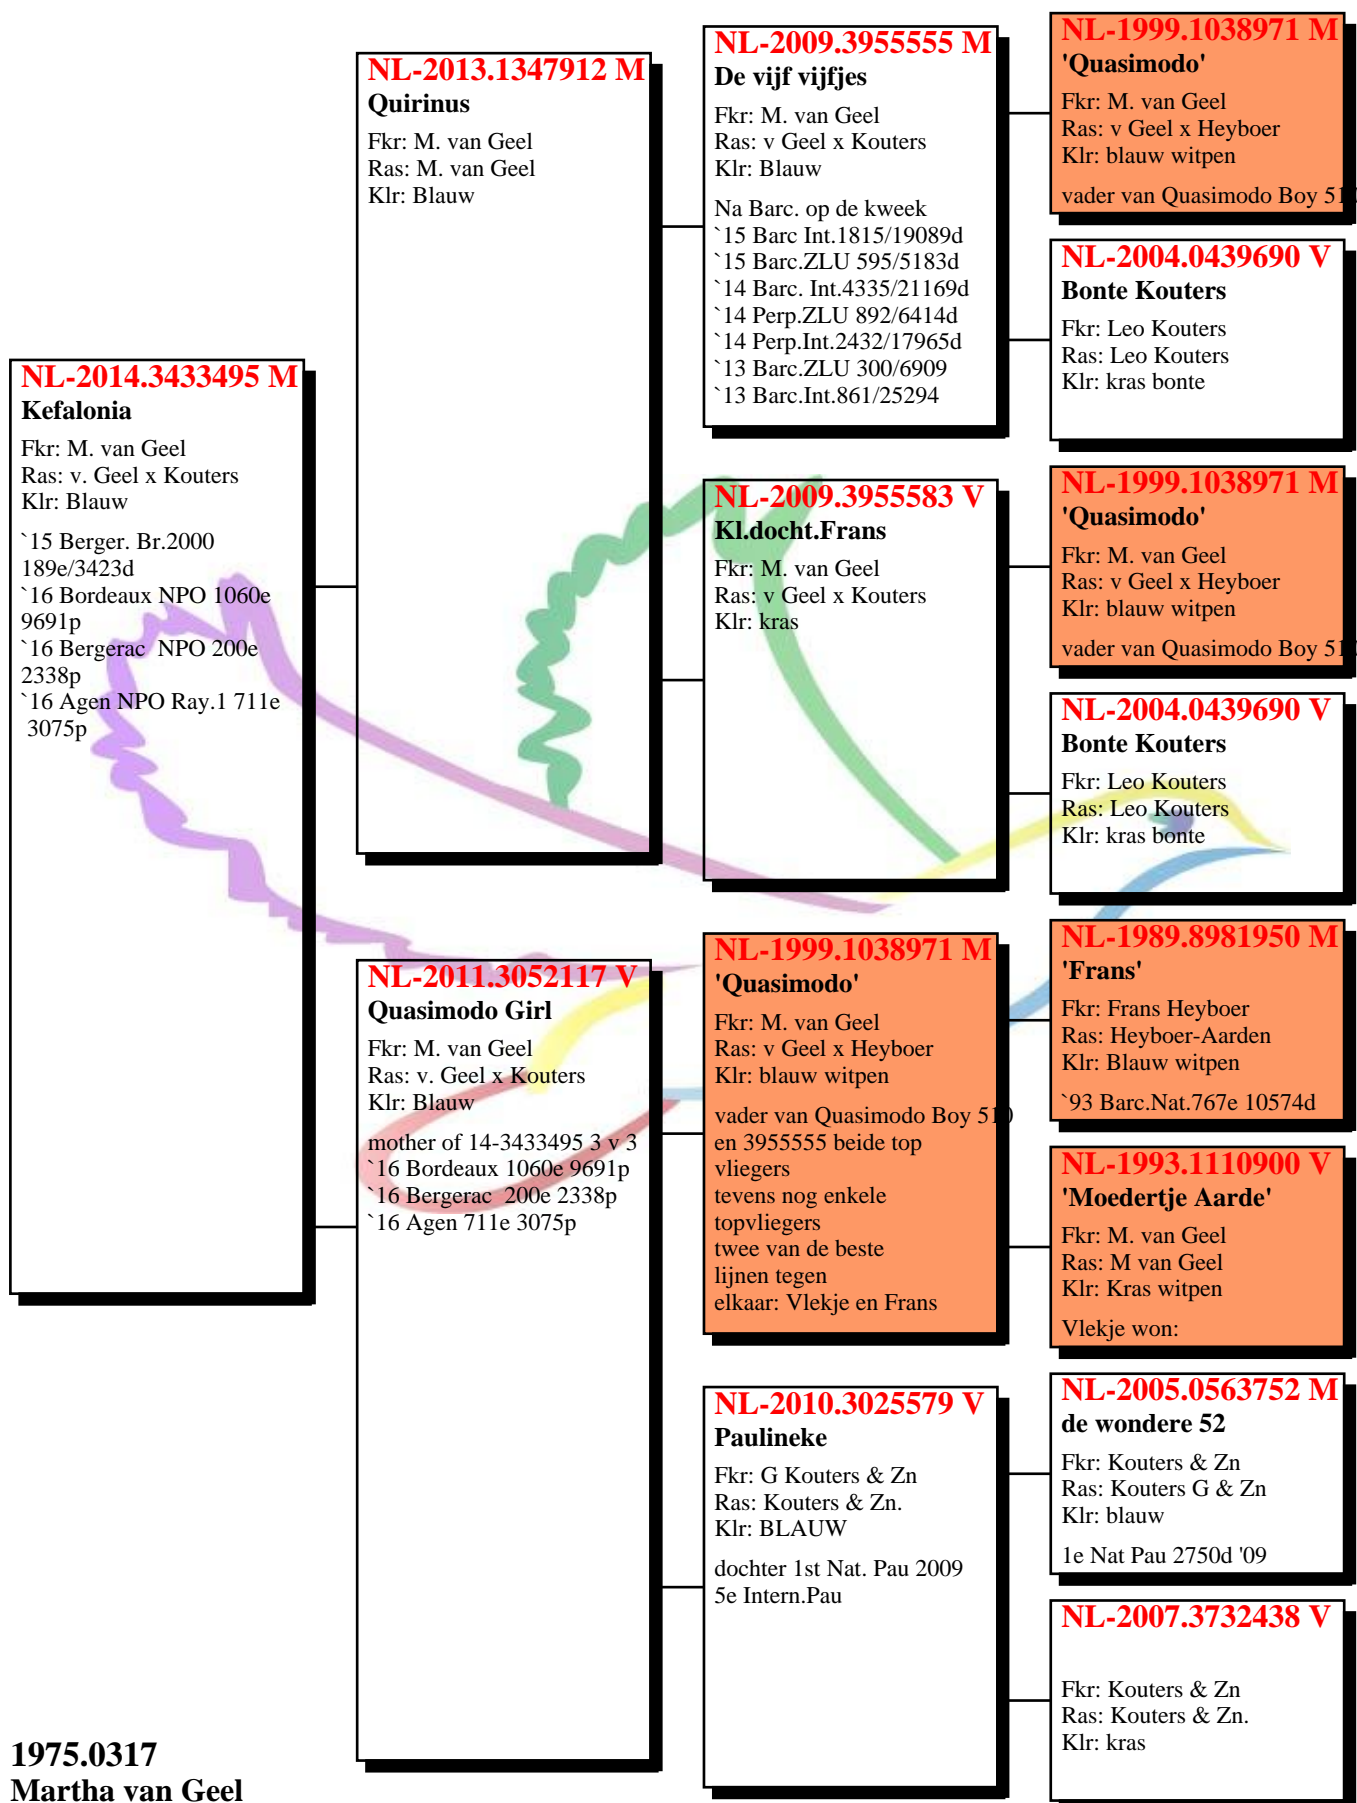 NL-2014.3433495 M
Kefalonia
Fkr: M. van Geel
Ras: v. Geel x Kouters
Klr: Blauw
`15 Berger. Br.2000
189e/3423d
`16 Bordeaux NPO 1060e
9691p
`16 Bergerac  NPO 200e
2338p
`16 Agen NPO Ray.1 711e
3075p
NL-2013.1347912 M
Quirinus
Fkr: M. van Geel
Ras: M. van Geel
Klr: Blauw
NL-2011.3052117 V
Quasimodo Girl
Fkr: M. van Geel
Ras: v. Geel x Kouters
Klr: Blauw
mother of 14-3433495 3 v 3
`16 Bordeaux 1060e 9691p
`16 Bergerac  200e 2338p
`16 Agen 711e 3075p
NL-2009.3955555 M
De vijf vijfjes
Fkr: M. van Geel
Ras: v Geel x Kouters
Klr: Blauw
Na Barc. op de kweek
`15 Barc Int.1815/19089d
`15 Barc.ZLU 595/5183d
`14 Barc. Int.4335/21169d
`14 Perp.ZLU 892/6414d
`14 Perp.Int.2432/17965d
`13 Barc.ZLU 300/6909
`13 Barc.Int.861/25294
NL-2009.3955583 V
Kl.docht.Frans
Fkr: M. van Geel
Ras: v Geel x Kouters
Klr: kras
NL-1999.1038971 M
'Quasimodo'
Fkr: M. van Geel
Ras: v Geel x Heyboer
Klr: blauw witpen
vader van Quasimodo Boy 510
en 3955555 beide top
vliegers
tevens nog enkele
topvliegers
twee van de beste
lijnen tegen
elkaar: Vlekje en Frans
NL-2010.3025579 V
Paulineke
Fkr: G Kouters & Zn
Ras: Kouters & Zn.
Klr: BLAUW
dochter 1st Nat. Pau 2009
5e Intern.Pau
NL-1999.1038971 M
'Quasimodo'
Fkr: M. van Geel
Ras: v Geel x Heyboer
Klr: blauw witpen
vader van Quasimodo Boy
NL-2004.0439690 V
Bonte Kouters
Fkr: Leo Kouters
Ras: Leo Kouters
Klr: kras bonte
NL-1999.1038971 M
'Quasimodo'
Fkr: M. van Geel
Ras: v Geel x Heyboer
Klr: blauw witpen
vader van Quasimodo Boy
NL-2004.0439690 V
Bonte Kouters
Fkr: Leo Kouters
Ras: Leo Kouters
Klr: kras bonte
NL-1989.8981950 M
'Frans'
Fkr: Frans Heyboer
Ras: Heyboer-Aarden
Klr: Blauw witpen
`93 Barc.Nat.767e 10574d
NL-1993.1110900 V
'Moedertje Aarde'
Fkr: M. van Geel
Ras: M van Geel
Klr: Kras witpen
Vlekje won:
NL-2005.0563752 M
de wondere 52
Fkr: Kouters & Zn
Ras: Kouters G & Zn
Klr: blauw
1e Nat Pau 2750d '09
NL-2007.3732438 V
Fkr: Kouters & Zn
Ras: Kouters & Zn.
Klr: kras
1975.0317
Martha van Geel